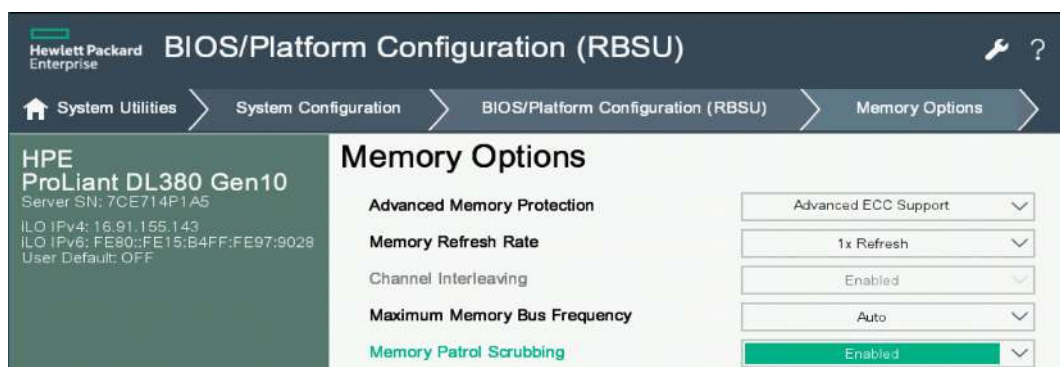 Hewlett Packard
Enterprise
BIOS/Platform Configuration (RBSU)
?
System Utilities
System Configuration
BIOS/Platform Configuration (RBSU)
Memory Options
HPE
ProLiant DL380 Gen10
Server SN: 7CE714P1A5
iLO IPv4: 16.91.155.143
iLO IPv6: FE80::FE15:B4FF:FE97:9028
User Default: OFF
Memory Options
Advanced Memory Protection Advanced ECC Support
Memory Refresh Rate 1x Refresh
Channel Interleaving Enabled
Maximum Memory Bus Frequency Auto
Memory Patrol Scrubbing Enabled